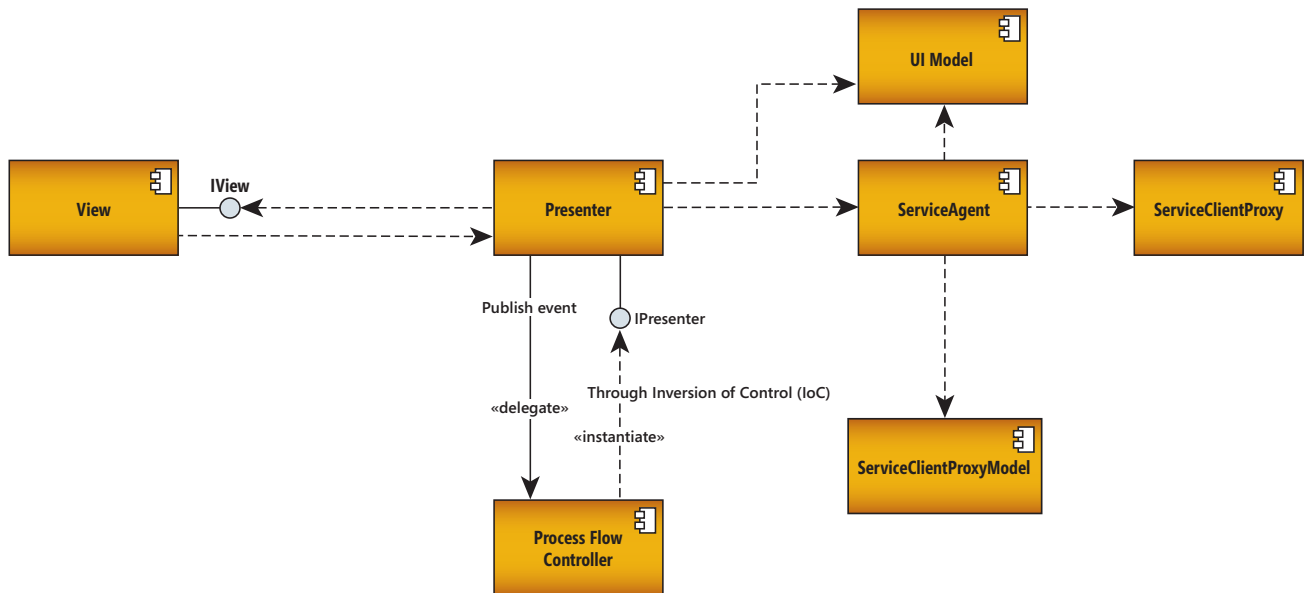 UI Model
IView
View
Presenter
ServiceAgent
ServiceClientProxy
Publish event
IPresenter
Through Inversion of Control (IoC)
«delegate»
«instantiate»
ServiceClientProxyModel
Process Flow
Controller